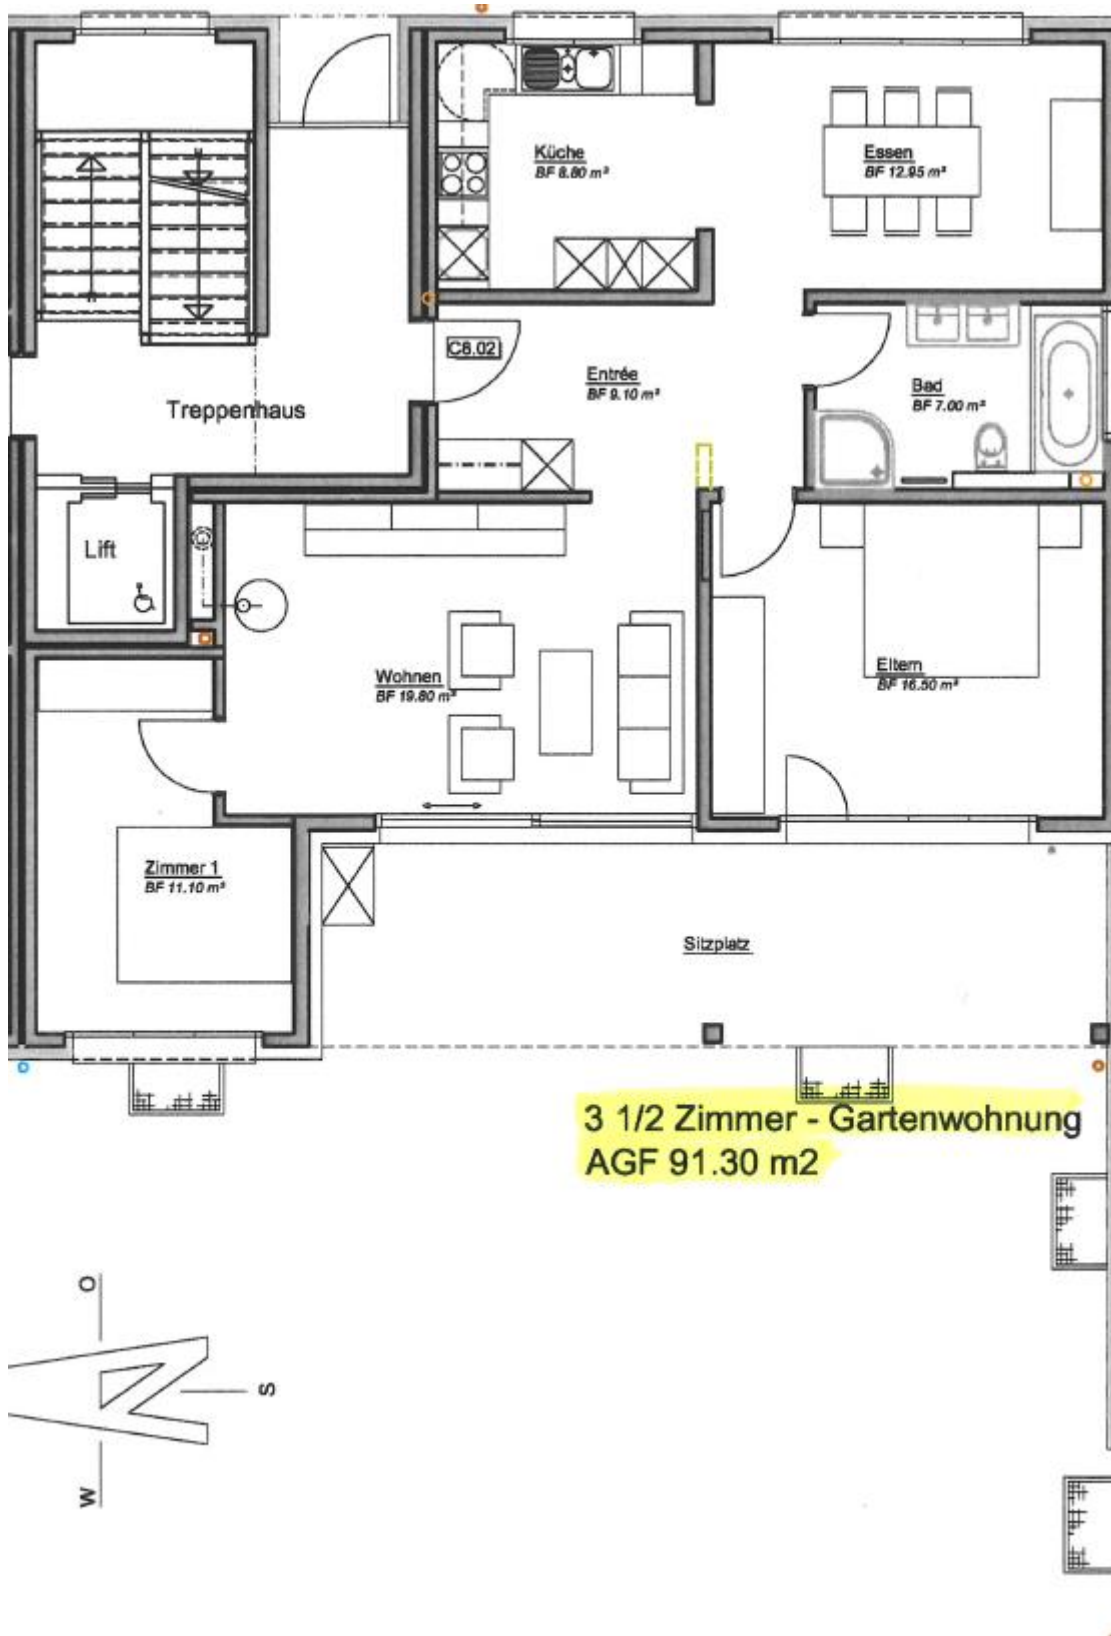 Küche
BF 8.80 m²
Essen
BF 12.95 m²
C8.02
Entrée
BF 9.10 m²
Bad
BF 7.00 m²
Treppenhaus
Lift
Wohnen
BF 19.80 m²
Eltern
BF 16.50 m²
Zimmer 1
BF 11.10 m²
Sitzplatz
3 1/2 Zimmer - Gartenwohnung
AGF 91.30 m2
O
S
W